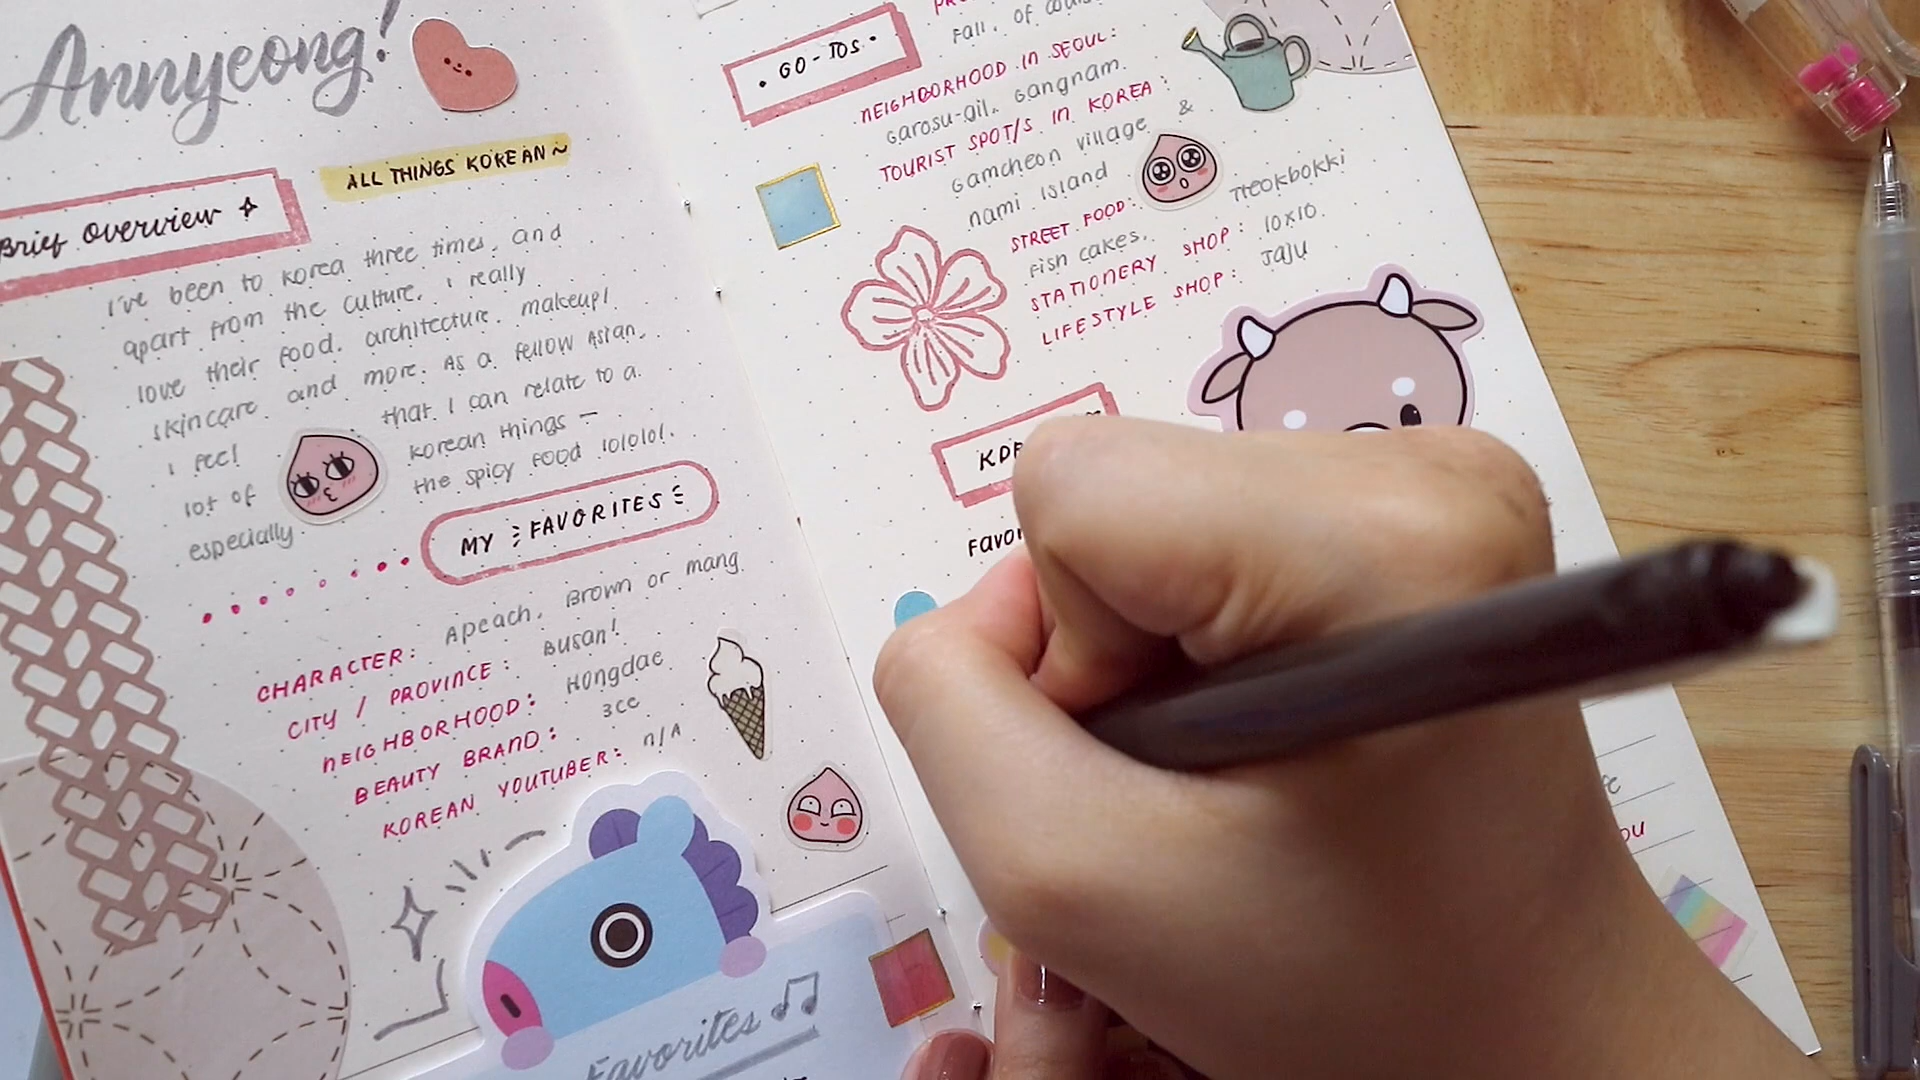 Annyeong!
ALL THINGS KOREAN~
Brief overview
I've been to Korea three times, and
apart from the culture, I really
love their food, architecture, makeup/
skincare and more. As a fellow Asian,
I feel that I can relate to a
lot of Korean things –
especially the spicy food lololol.
MY FAVORITES
CHARACTER: Apeach, Brown or mang
CITY / PROVINCE: Busan!
NEIGHBORHOOD: Hongdae
BEAUTY BRAND: 3CE
KOREAN YOUTUBER: N/A
Favorites
• GO-TOS •
Fall, of
NEIGHBORHOOD IN SEOUL:
Garosu-gil, Gangnam
TOURIST SPOT/S IN KOREA:
Gamcheon village &
nami island
STREET FOOD: Tteokbokki
Fish cakes,
STATIONERY SHOP: 10x10
LIFESTYLE SHOP: Jaju